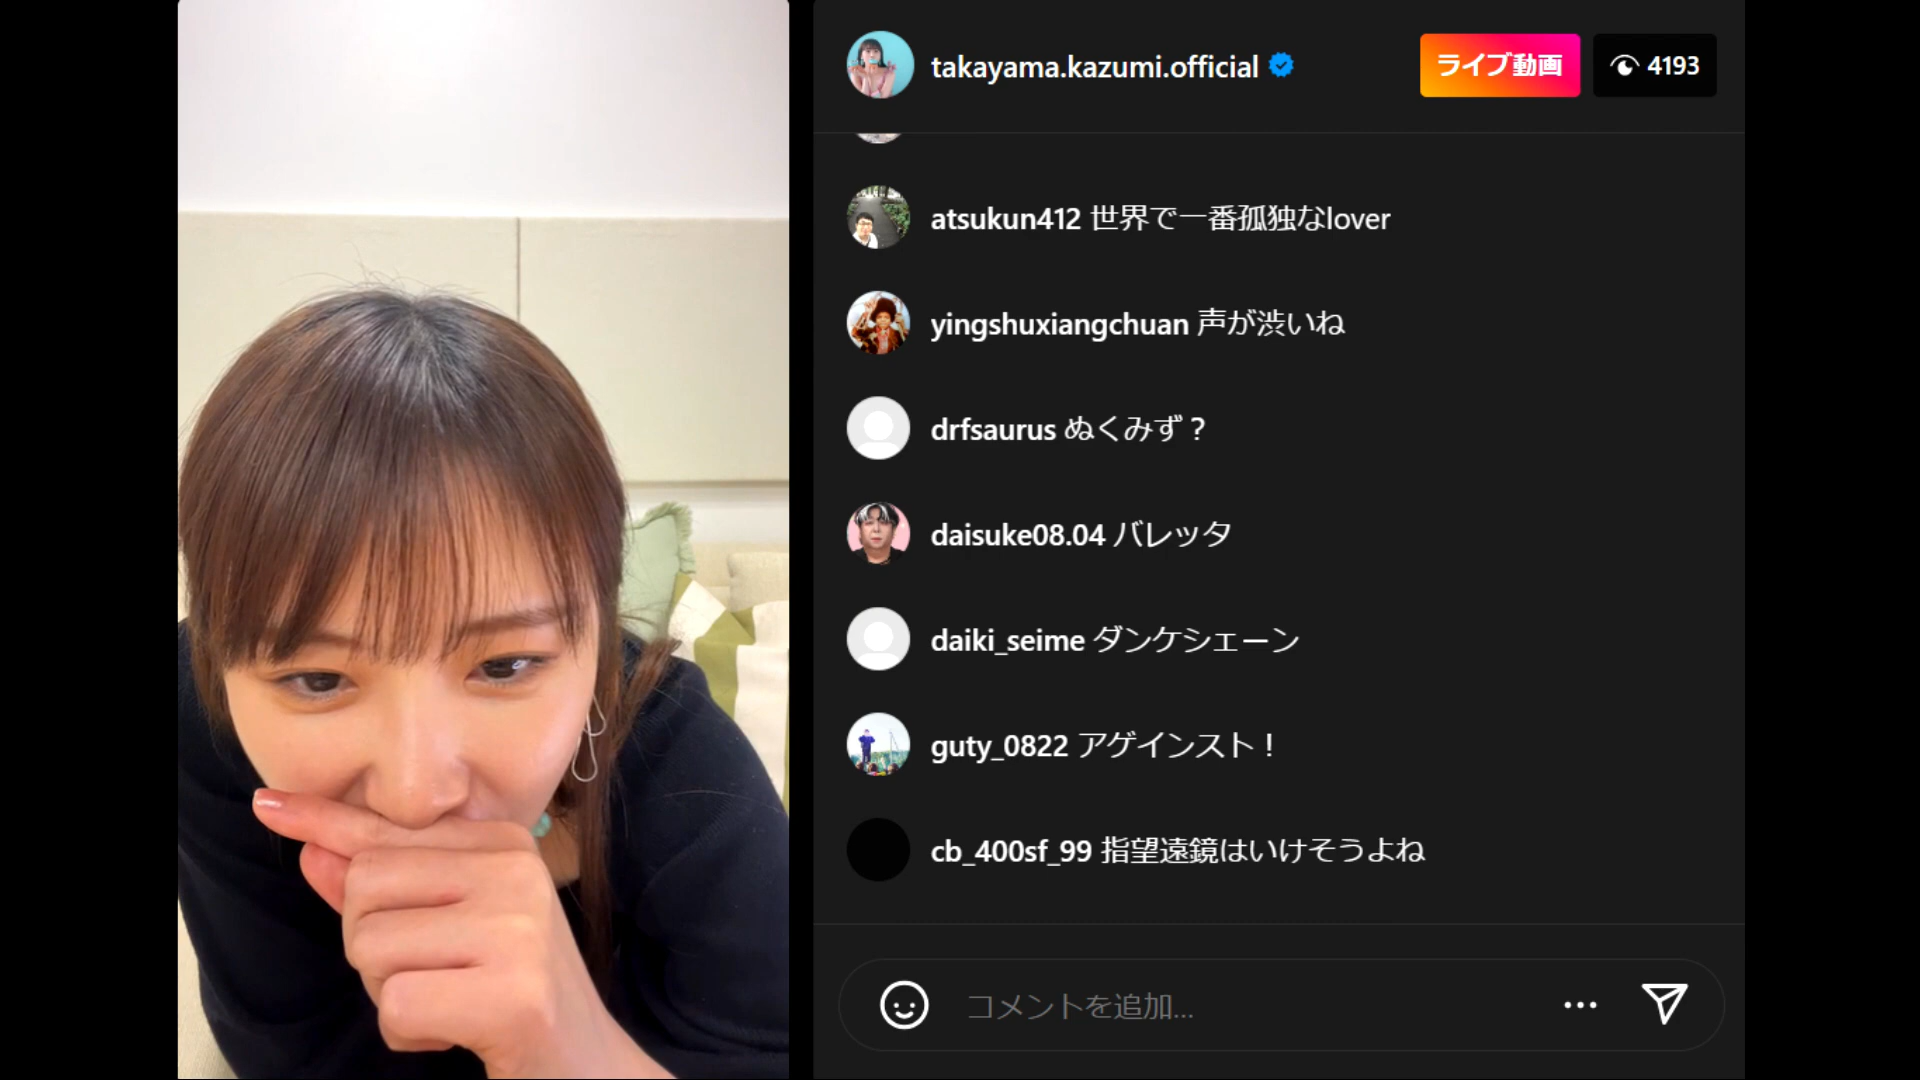 takayama.kazumi.official
ライブ動画
4193
atsukun412 世界で一番孤独なlover
yingshuxiangchuan 声が渋いね
drfsaurus ぬくみず？
daisuke08.04 バレッタ
daiki_seime ダンケシェーン
guty_0822 アゲインスト！
cb_400sf_99 指望遠鏡はいけそうよね
コメントを追加...